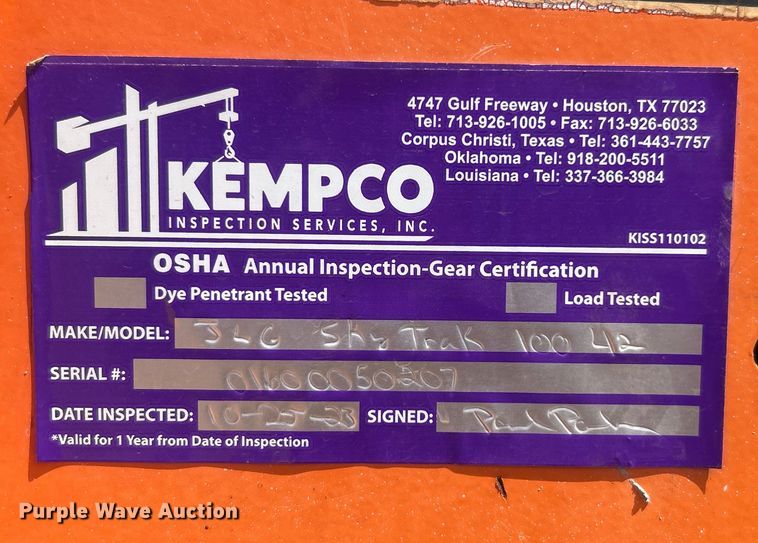 4747 Gulf Freeway • Houston, TX 77023
Tel: 713-926-1005 • Fax: 713-926-6033
Corpus Christi, Texas • Tel: 361-443-7757
Oklahoma • Tel: 918-200-5511
Louisiana • Tel: 337-366-3984
KEMPCO
INSPECTION SERVICES, INC.
KISS110102
OSHA Annual Inspection-Gear Certification
Dye Penetrant Tested Load Tested
MAKE/MODEL: JLG Sky Trak 100 42
SERIAL #: 0160050207
DATE INSPECTED: 10-25-23 SIGNED:
*Valid for 1 Year from Date of Inspection
Purple Wave Auction